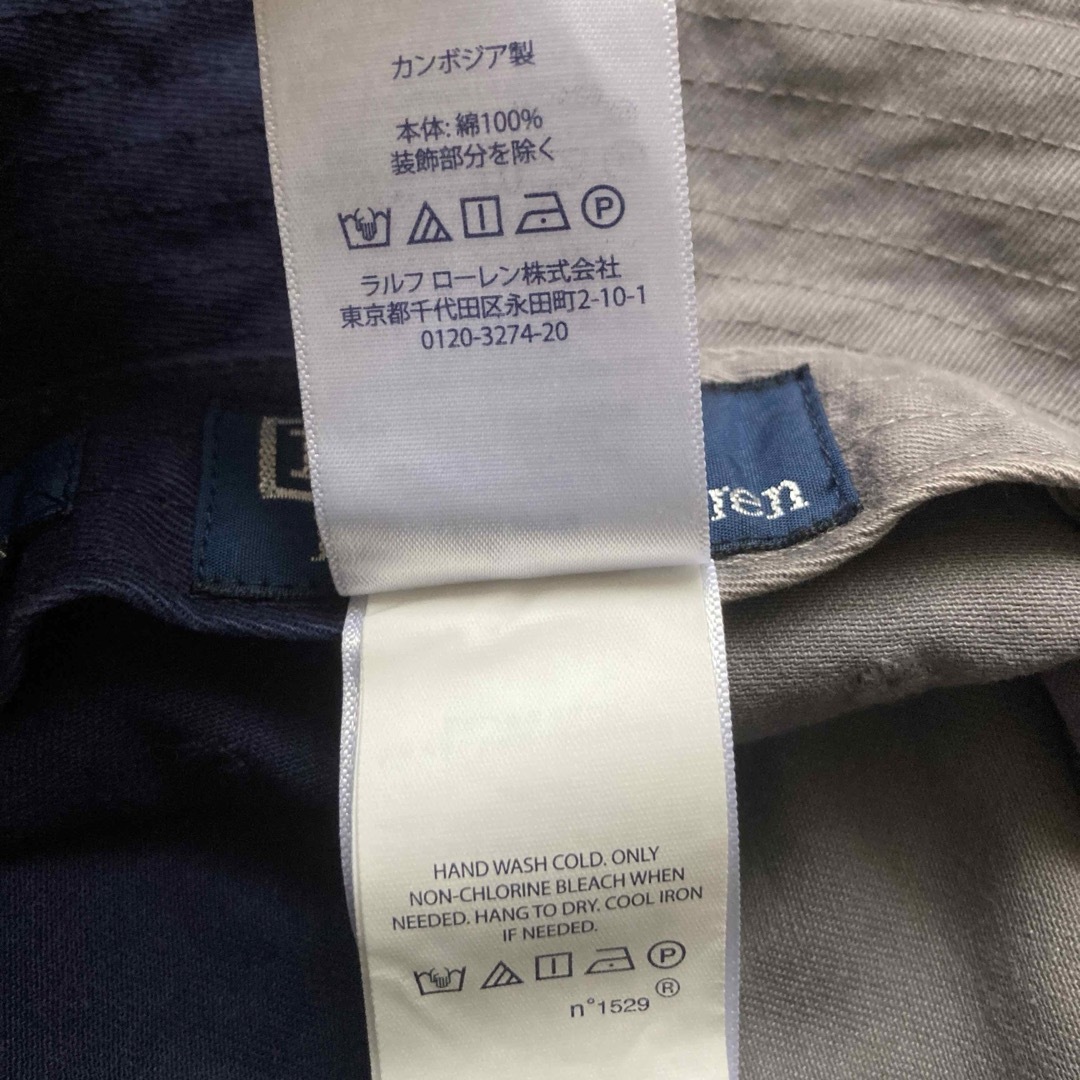 カンボジア製
本体: 綿100%
装飾部分を除く
P
ラルフ ローレン株式会社
東京都千代田区永田町2-10-1
0120-3274-20
ren
HAND WASH COLD. ONLY
NON-CHLORINE BLEACH WHEN
NEEDED. HANG TO DRY. COOL IRON
IF NEEDED.
P
n°1529 ®